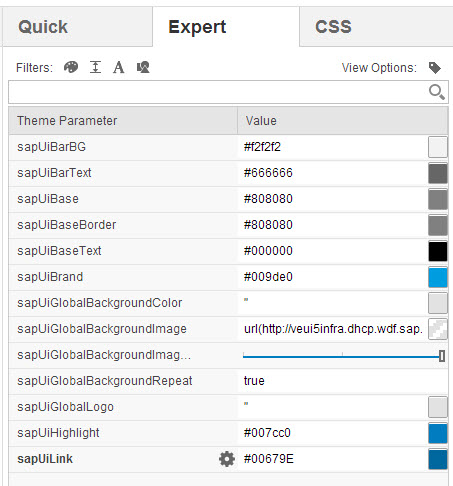 Quick Expert CSS
Filters: View Options:
Theme Parameter Value
sapUiBarBG #f2f2f2
sapUiBarText #666666
sapUiBase #808080
sapUiBaseBorder #808080
sapUiBaseText #000000
sapUiBrand #009de0
sapUiGlobalBackgroundColor "
sapUiGlobalBackgroundImage url(http://veui5infra.dhcp.wdf.sap.
sapUiGlobalBackgroundImag...
sapUiGlobalBackgroundRepeat true
sapUiGlobalLogo "
sapUiHighlight #007cc0
sapUiLink #00679E